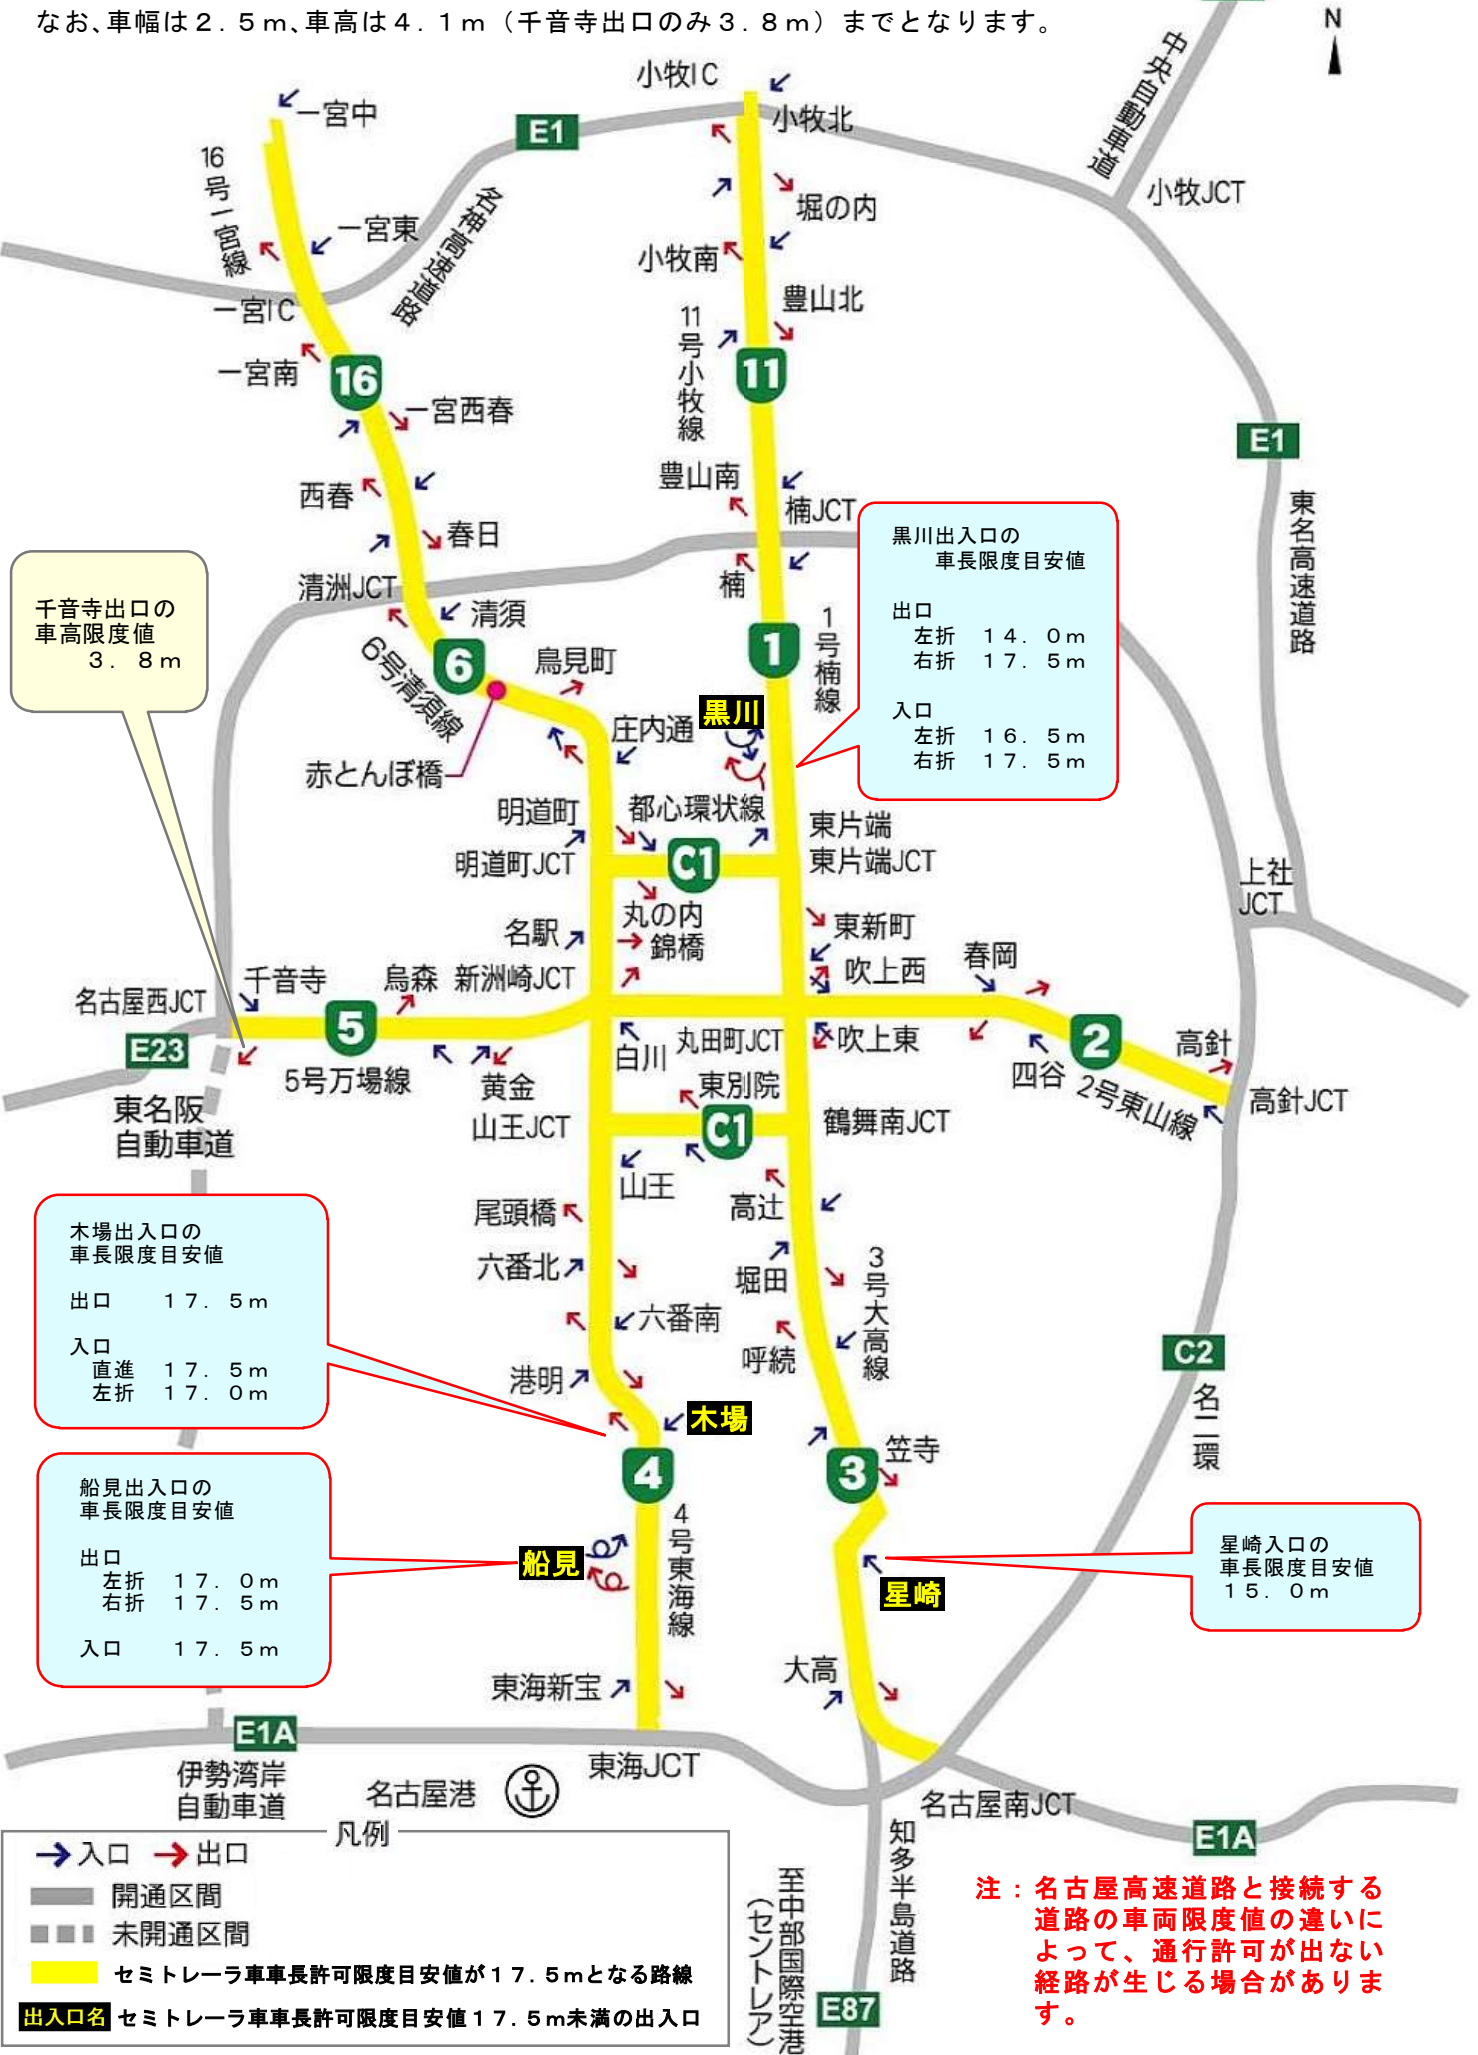 なお、車幅は２．５ｍ、車高は４．１ｍ（千音寺出口のみ３．８ｍ）までとなります。
N
中央自動車道
小牧IC
小牧北
一宮中
E1
16号一宮線
名神高速道路
小牧JCT
堀の内
一宮東
小牧南
豊山北
一宮IC
11号小牧線
一宮南
16
11
一宮西春
E1
豊山南
西春
楠JCT
東名高速道路
春日
黒川出入口の
車長限度目安値
出口
左折　１４．０ｍ
右折　１７．５ｍ
入口
左折　１６．５ｍ
右折　１７．５ｍ
楠
清洲JCT
千音寺出口の
車高限度値
３．８ｍ
清須
1号楠線
1
6
鳥見町
6号清須線
黒川
庄内通
赤とんぼ橋
明道町
都心環状線
東片端
明道町JCT
C1
東片端JCT
上社
JCT
丸の内
名駅
錦橋
東新町
春岡
千音寺
烏森
新洲崎JCT
吹上西
名古屋西JCT
5
E23
5号万場線
黄金
白川
丸田町JCT
吹上東
四谷
2
高針
2号東山線
高針JCT
東名阪
自動車道
東別院
山王JCT
C1
鶴舞南JCT
山王
高辻
尾頭橋
木場出入口の
車長限度目安値
出口　１７．５ｍ
入口
直進　１７．５ｍ
左折　１７．０ｍ
六番北
堀田
3号大高線
六番南
呼続
港明
C2
名二環
木場
4
3
笠寺
船見出入口の
車長限度目安値
出口
左折　１７．０ｍ
右折　１７．５ｍ
入口　１７．５ｍ
4号東海線
船見
星崎
星崎入口の
車長限度目安値
１５．０ｍ
東海新宝
大高
E1A
伊勢湾岸
自動車道
東海JCT
名古屋港
名古屋南JCT
E1A
知多半島道路
至中部国際空港
（セントレア）
E87
凡例
入口
出口
開通区間
未開通区間
セミトレーラ車車長許可限度目安値が１７.５ｍとなる路線
出入口名 セミトレーラ車車長許可限度目安値１７.５ｍ未満の出入口
注：名古屋高速道路と接続する
道路の車両限度値の違いに
よって、通行許可が出ない
経路が生じる場合がありま
す。